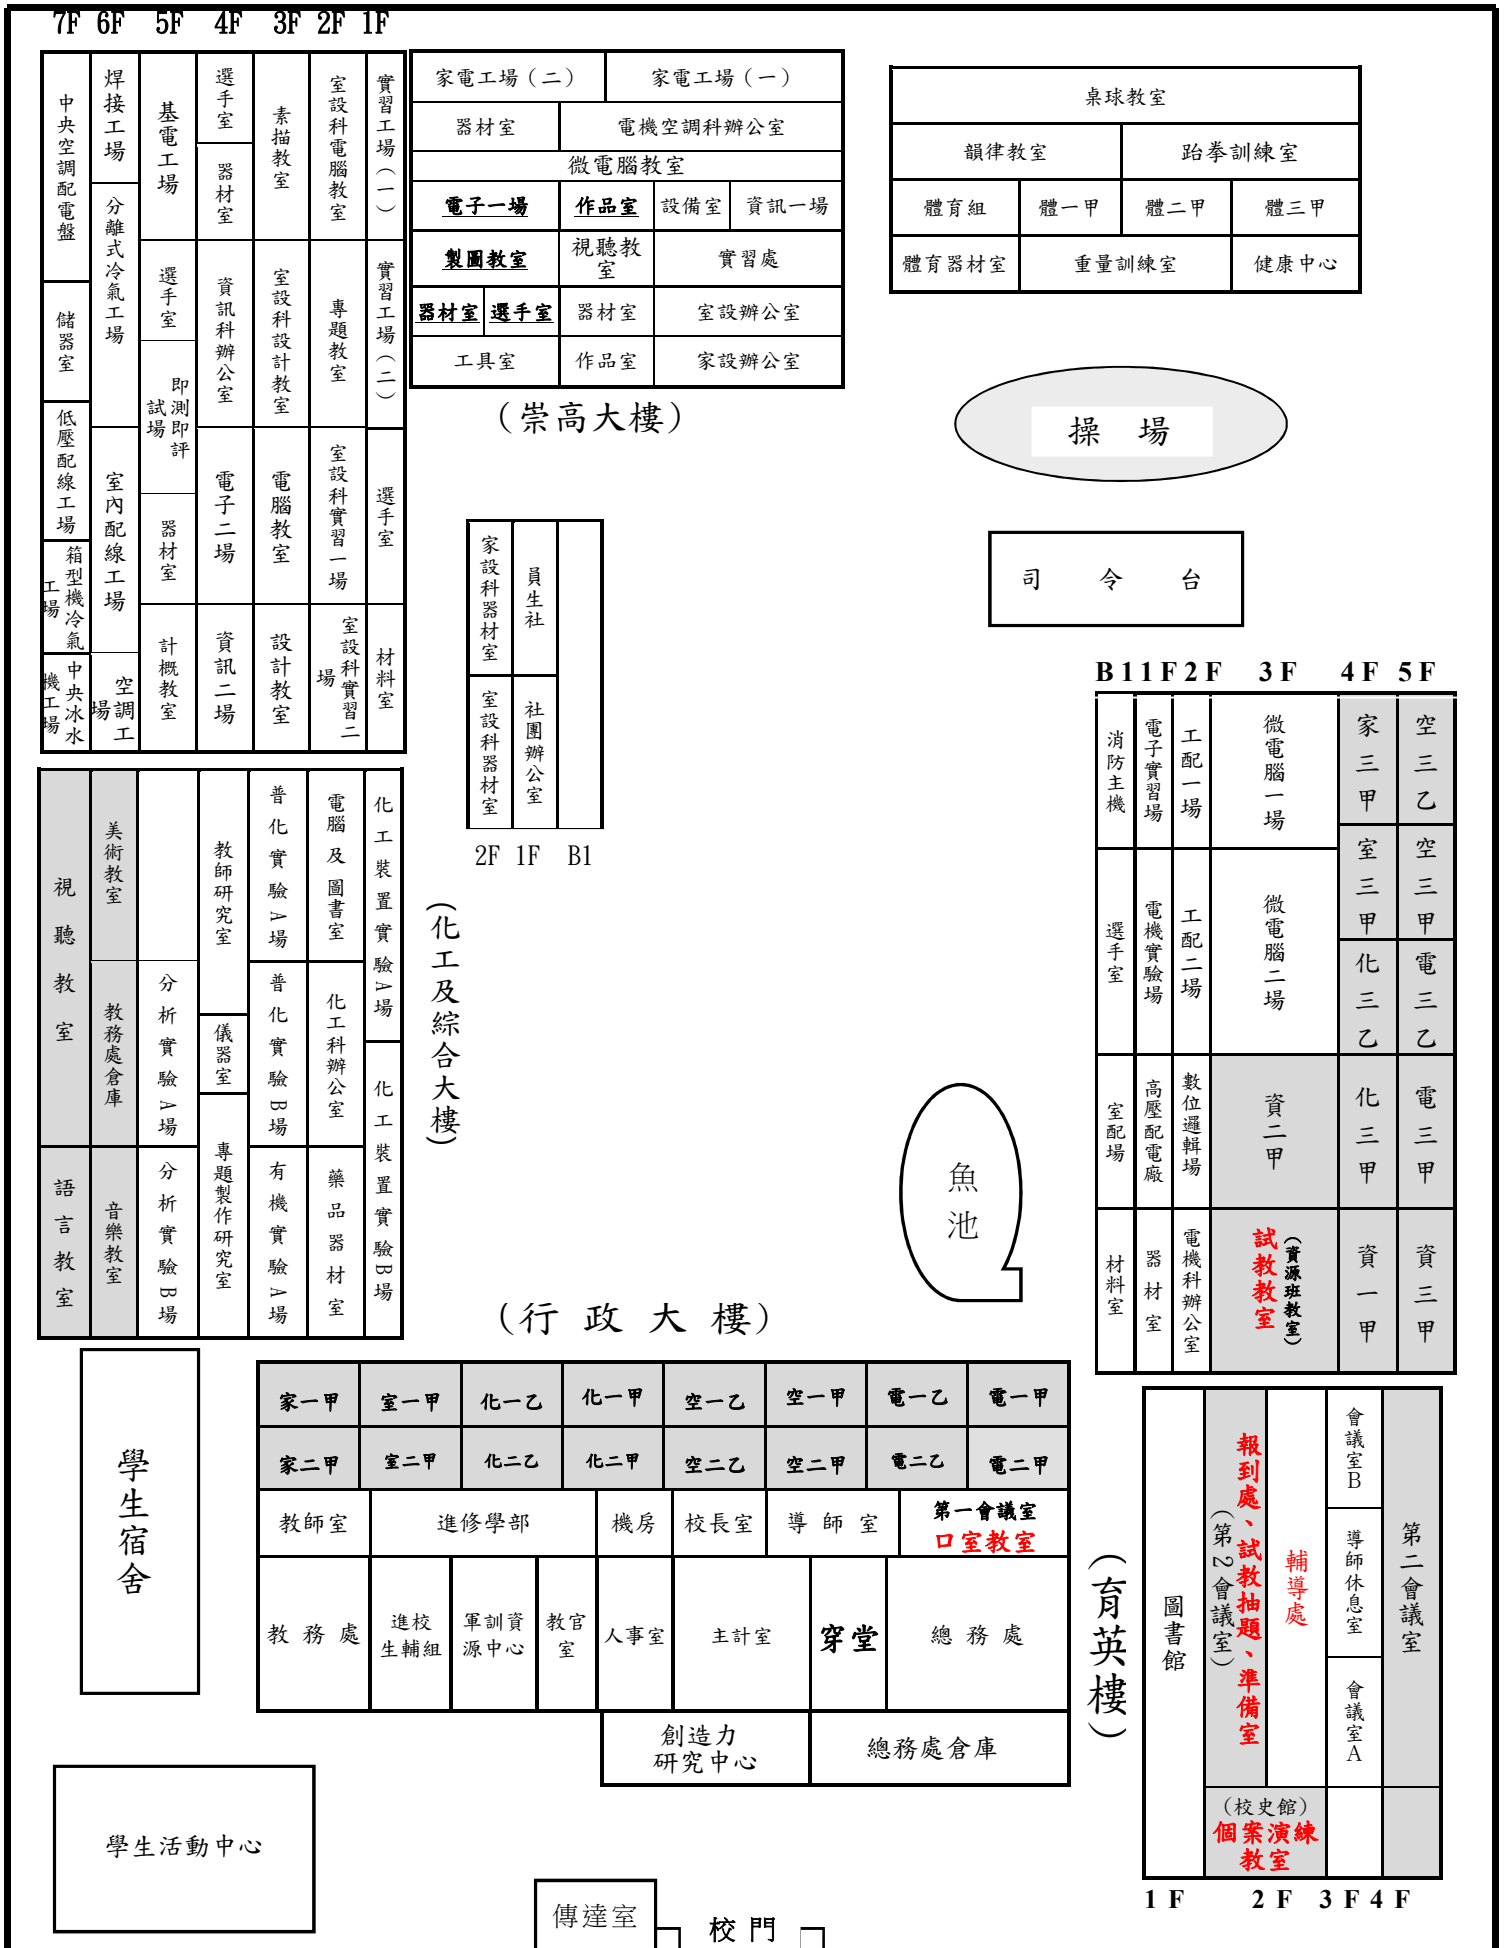 7F 6F 5F 4F 3F 2F 1F
中央空調配電盤
儲器室
低壓配線工場
箱型機冷氣
工場
中央冰水
機工場
焊接工場
分離式冷氣工場
室內配線工場
空調工
場
基電工場
選手室
即測即評
試場
器材室
計概教室
選手室
器材室
資訊科辦公室
電子二場
資訊二場
素描教室
室設科設計教室
電腦教室
設計教室
室設科電腦教室
專題教室
室設科實習一場
室設科實習二
場
實習工場(一)
實習工場(二)
選手室
材料室
家電工場（二） 家電工場（一）
器材室 電機空調科辦公室
微電腦教室
電子一場 作品室 設備室 資訊一場
製圖教室 視聽教
室 實習處
器材室 選手室 器材室 室設辦公室
工具室 作品室 家設辦公室
（崇高大樓）
桌球教室
韻律教室 跆拳訓練室
體育組 體一甲 體二甲 體三甲
體育器材室 重量訓練室 健康中心
操場
司令台
家設科器材室
室設科器材室
員生社
社團辦公室
2F 1F B1
視聽教室
語言教室
美術教室
教務處倉庫
音樂教室
分析實驗A場
分析實驗B場
教師研究室
儀器室
專題製作研究室
普化實驗A場
普化實驗B場
有機實驗A場
電腦及圖書室
化工科辦公室
藥品器材室
化工裝置實驗A場
化工裝置實驗B場
(化工及綜合大樓)
B1 1F 2F 3F 4F 5F
消防主機
選手室
室配場
材料室
電子實習場
電機實驗場
高壓配電廠
器材室
工配一場
工配二場
數位邏輯場
電機科辦公室
微電腦一場
微電腦二場
資二甲
試教教室
(資源班教室)
家三甲
室三甲
化三乙
化三甲
資一甲
空三乙
空三甲
電三乙
電三甲
資三甲
魚池
（行政大樓）
學生宿舍
家一甲 室一甲 化一乙 化一甲 空一乙 空一甲 電一乙 電一甲
家二甲 室二甲 化二乙 化二甲 空二乙 空二甲 電二乙 電二甲
教師室 進修學部 機房 校長室 導師室 第一會議室
口室教室
教務處 進校
生輔組 軍訓資
源中心 教官
室 人事室 主計室 穿堂 總務處
創造力
研究中心 總務處倉庫
（育英樓）
圖書館
報到處、試教抽題、準備室
(第2會議室)
輔導處
（校史館）
個案演練
教室
會議室B
導師休息室
會議室A
第二會議室
1F 2F 3F 4F
學生活動中心
傳達室
校門